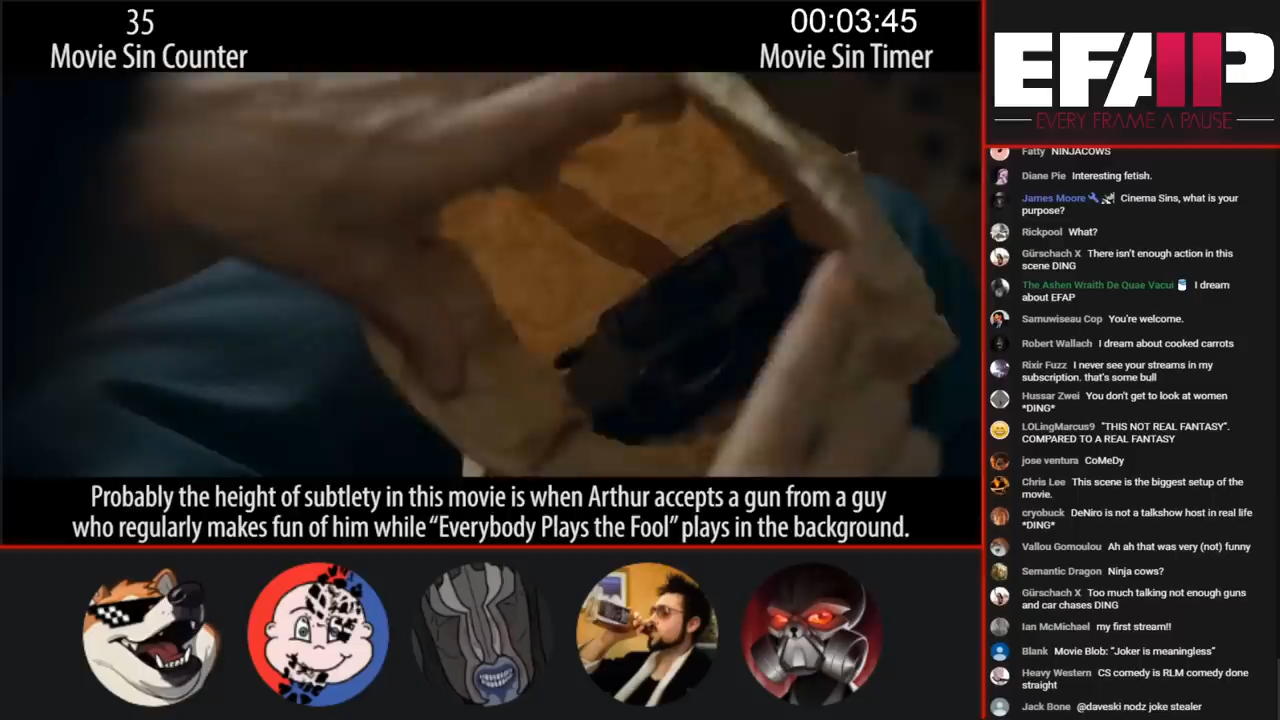 35
Movie Sin Counter
00:03:45
Movie Sin Timer
Probably the height of subtlety in this movie is when Arthur accepts a gun from a guy
who regularly makes fun of him while “Everybody Plays the Fool” plays in the background.
EFAP
EVERY FRAME A PAUSE
Fatty NINJACOWS
Diane Pie Interesting fetish.
James Moore Cinema Sins, what is your
purpose?
Rickpool What?
Gürschach X There isn't enough action in this
scene DING
The Ashen Wraith De Quae Vacui I dream
about EFAP
Samuwiseau Cop You're welcome.
Robert Wallach I dream about cooked carrots
Rixir Fuzz I never see your streams in my
subscription. that's some bull
Hussar Zwei You don't get to look at women
*DING*
LOLingMarcus9 "THIS NOT REAL FANTASY".
COMPARED TO A REAL FANTASY
jose ventura CoMeDy
Chris Lee This scene is the biggest setup of the
movie.
cryobuck DeNiro is not a talkshow host in real life
*DING*
Vallou Gomoulou Ah ah that was very (not) funny
Semantic Dragon Ninja cows?
Gürschach X Too much talking not enough guns
and car chases DING
Ian McMichael my first stream!!
Blank Movie Blob: "Joker is meaningless"
Heavy Western CS comedy is RLM comedy done
straight
Jack Bone @daveski nodz joke stealer